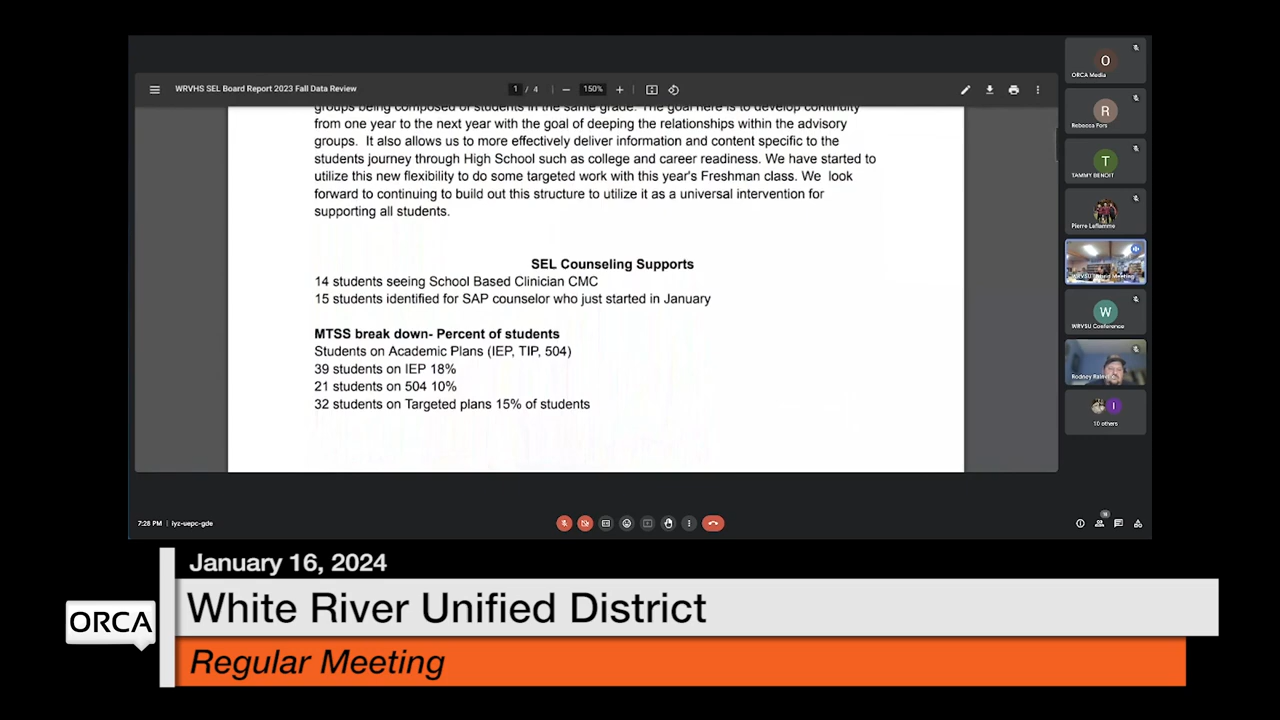 WRVHS SEL Board Report 2023 Fall Data Review
1 / 4
150%
groups being composed of students in the same grade. The goal here is to develop continuity
from one year to the next year with the goal of deeping the relationships within the advisory
groups. It also allows us to more effectively deliver information and content specific to the
students journey through High School such as college and career readiness. We have started to
utilize this new flexibility to do some targeted work with this year's Freshman class. We look
forward to continuing to build out this structure to utilize it as a universal intervention for
supporting all students.
SEL Counseling Supports
14 students seeing School Based Clinician CMC
15 students identified for SAP counselor who just started in January
MTSS break down- Percent of students
Students on Academic Plans (IEP, TIP, 504)
39 students on IEP 18%
21 students on 504 10%
32 students on Targeted plans 15% of students
O
ORCA Media
R
Rebecca Fors
T
TAMMY BENOIT
Pierre Laflamme
Meeting
W
WRVSU Conference
Rodney
I
10 others
7:28 PM | iyz-uepc-gde
January 16, 2024
ORCA
White River Unified District
Regular Meeting